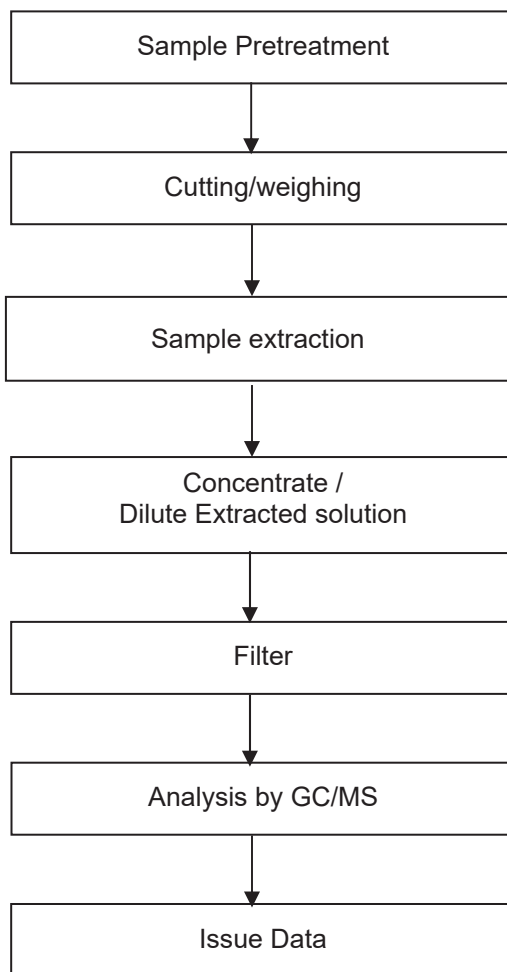 Sample Pretreatment
Cutting/weighing
Sample extraction
Concentrate /
Dilute Extracted solution
Filter
Analysis by GC/MS
Issue Data